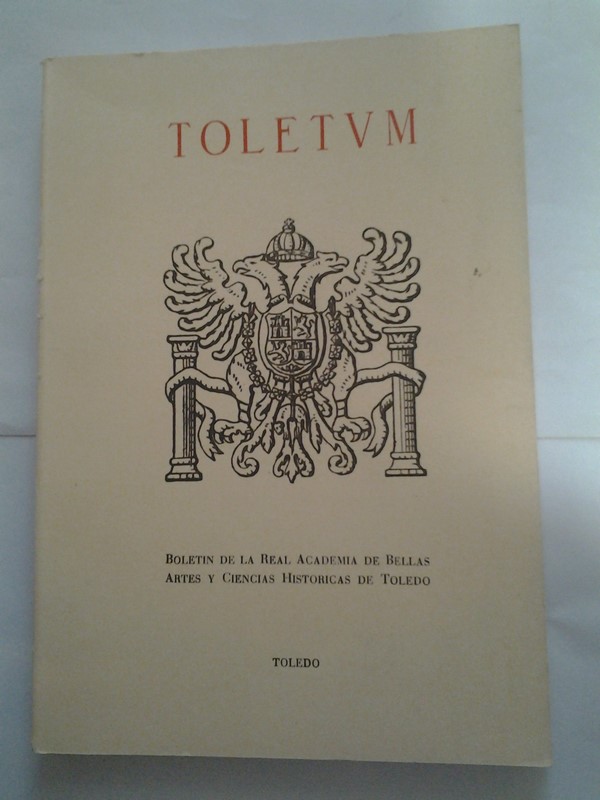 TOLETVM
BOLETIN DE LA REAL ACADEMIA DE BELLAS
ARTES Y CIENCIAS HISTORICAS DE TOLEDO
TOLEDO